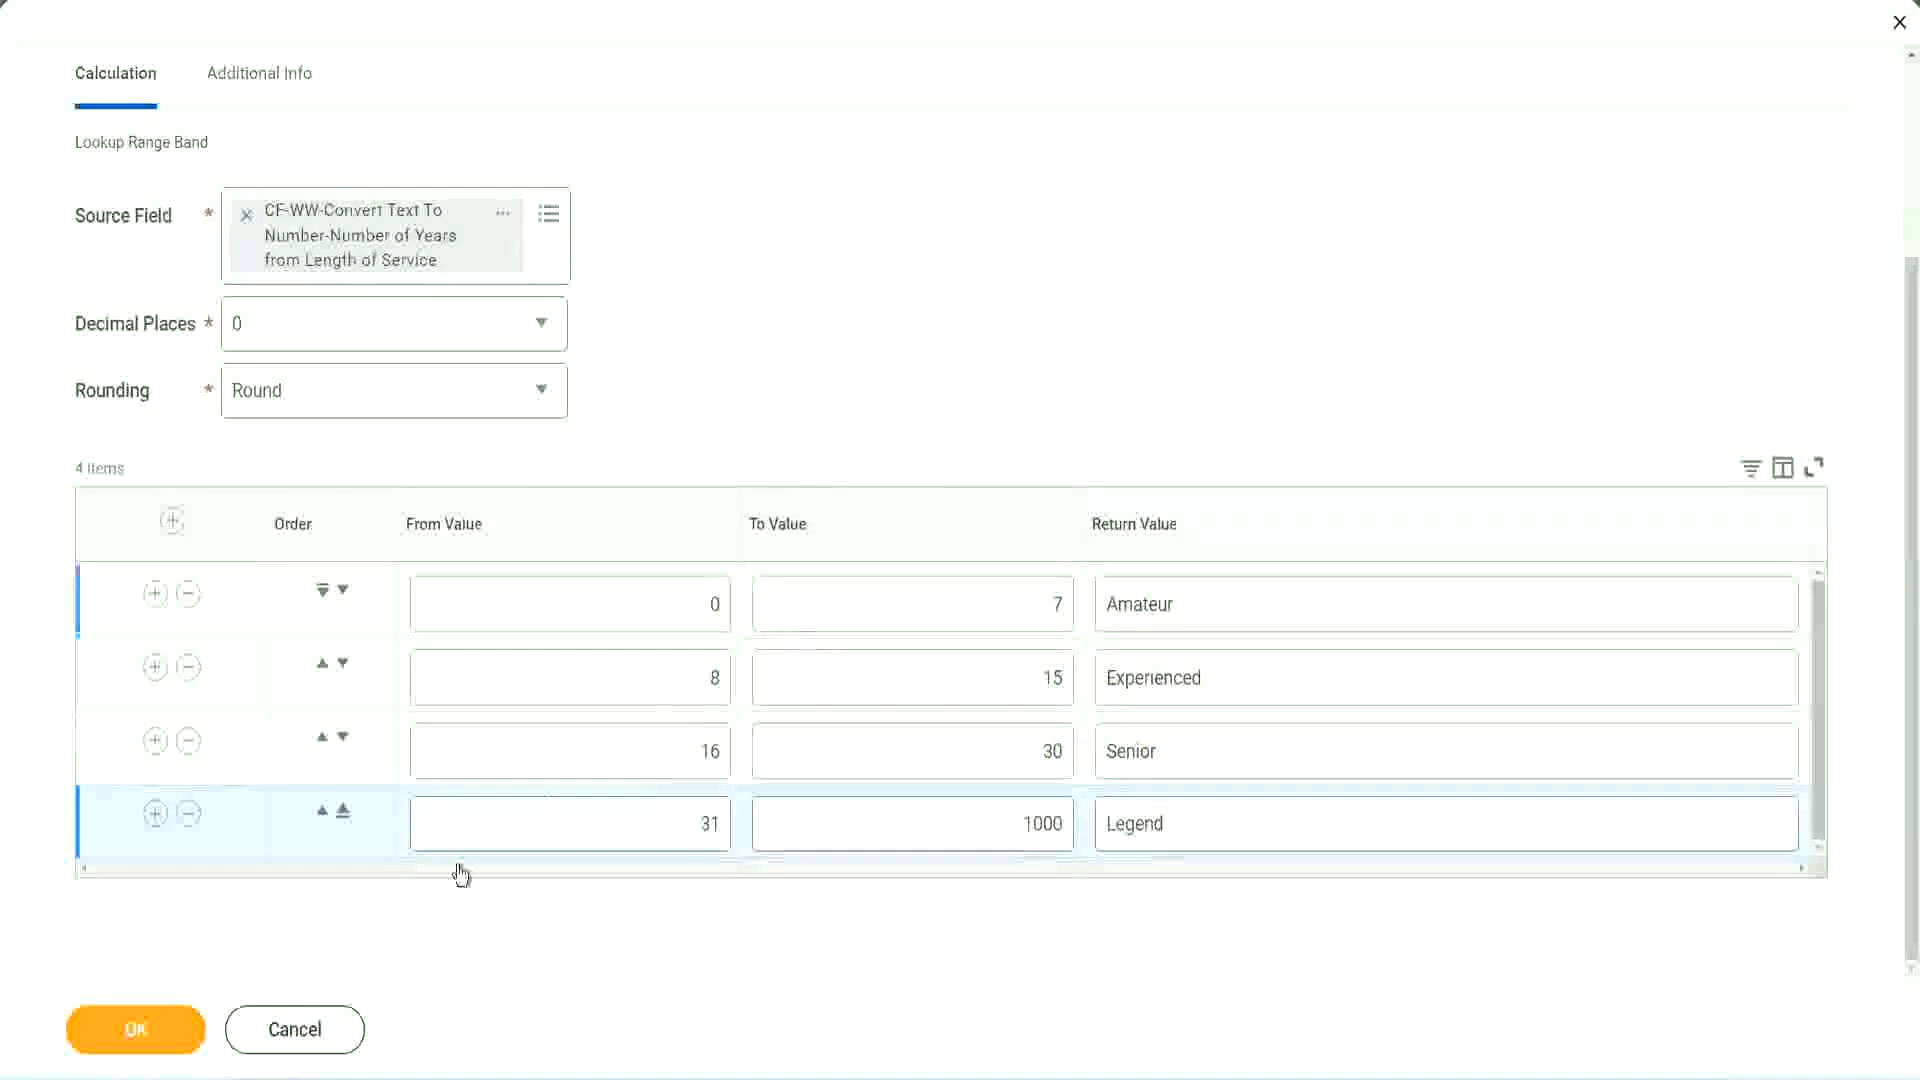 Calculation
Additional Info
Lookup Range Band
Source Field *
CF-WW-Convert Text To
Number-Number of Years
from Length of Service
Decimal Places * 0
Rounding * Round
4 items
Order From Value To Value Return Value
0 7 Amateur
8 15 Experienced
16 30 Senior
31 1000 Legend
OK Cancel